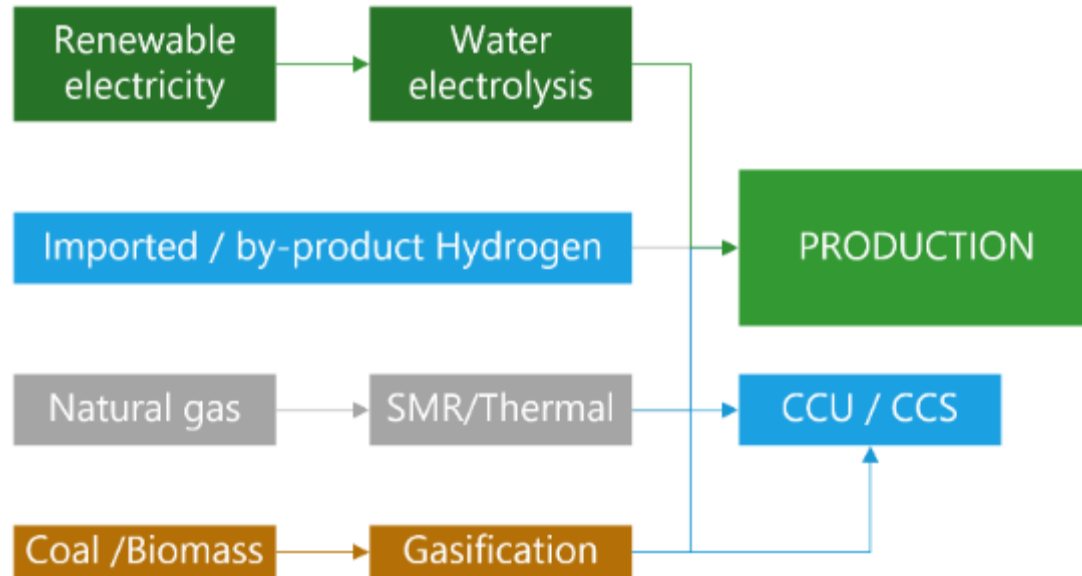 Renewable
electricity
Water
electrolysis
Imported / by-product Hydrogen
PRODUCTION
Natural gas
SMR/Thermal
CCU / CCS
Coal /Biomass
Gasification